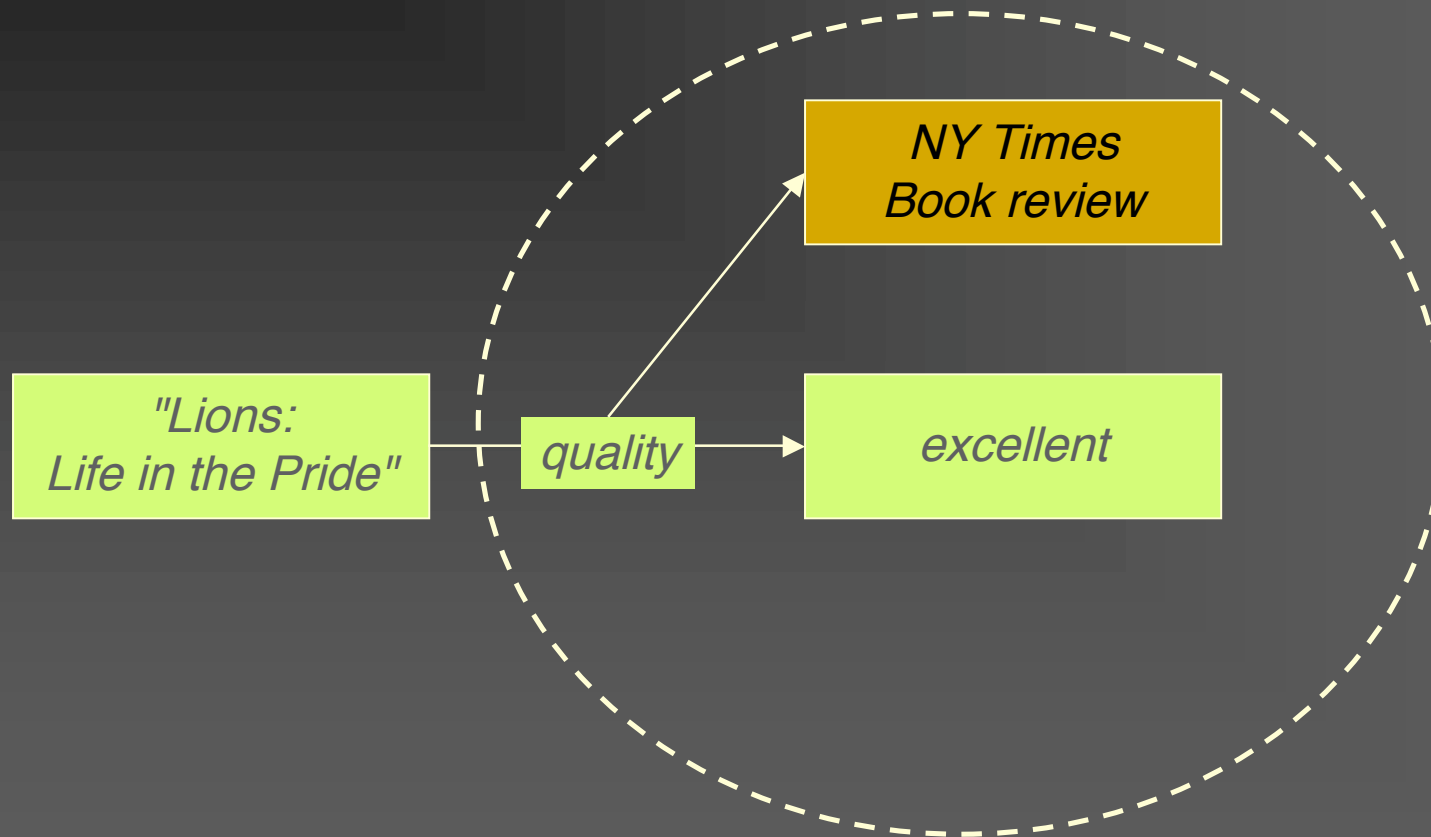 NY Times
Book review
"Lions:
Life in the Pride"
quality
excellent